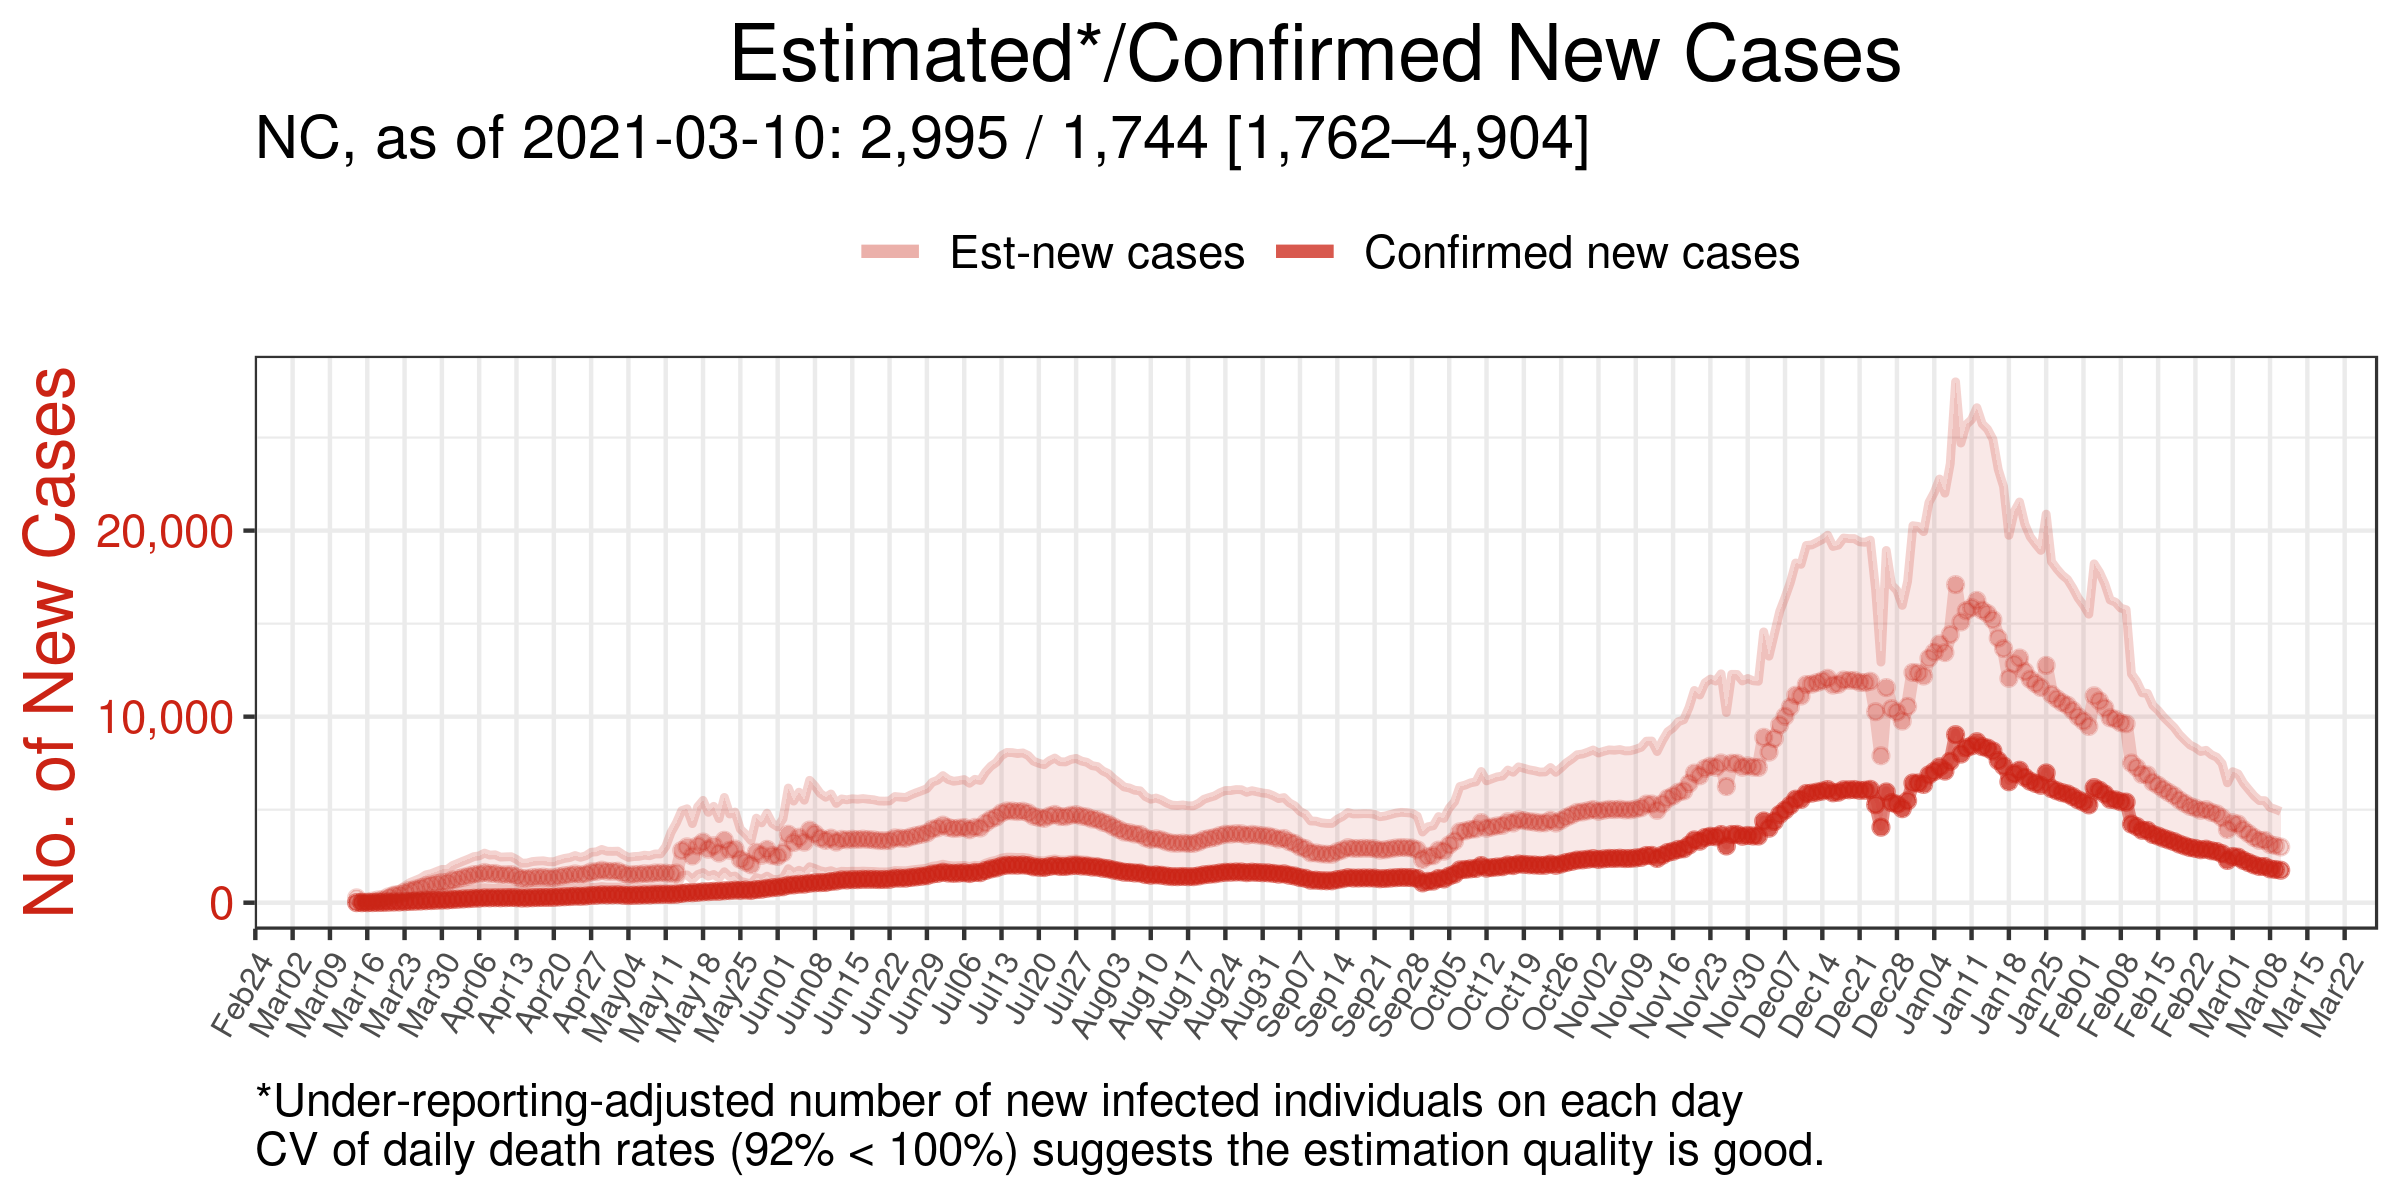 Estimated*/Confirmed New Cases
NC, as of 2021-03-10: 2,995 / 1,744 [1,762–4,904]
Est-new cases Confirmed new cases
No. of New Cases
20,000
10,000
0
Feb24 Mar02 Mar09 Mar16 Mar23 Mar30 Apr06 Apr13 Apr20 Apr27 May04 May11 May18 May25 Jun01 Jun08 Jun15 Jun22 Jun29 Jul06 Jul13 Jul20 Jul27 Aug03 Aug10 Aug17 Aug24 Aug31 Sep07 Sep14 Sep21 Sep28 Oct05 Oct12 Oct19 Oct26 Nov02 Nov09 Nov16 Nov23 Nov30 Dec07 Dec14 Dec21 Dec28 Jan04 Jan11 Jan18 Jan25 Feb01 Feb08 Feb15 Feb22 Mar01 Mar08 Mar15 Mar22
*Under-reporting-adjusted number of new infected individuals on each day
CV of daily death rates (92% < 100%) suggests the estimation quality is good.